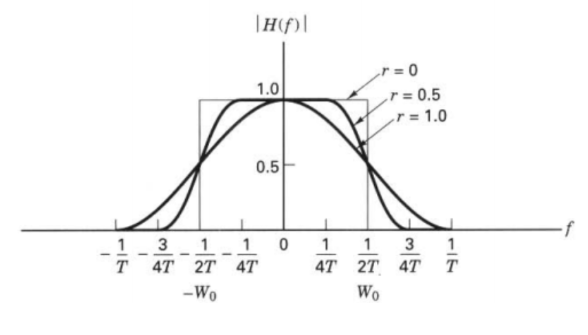 |H(f)|
1.0
r = 0
r = 0.5
r = 1.0
0.5
f
-1/T -3/4T -1/2T -1/4T 0 1/4T 1/2T 3/4T 1/T
-W₀ W₀